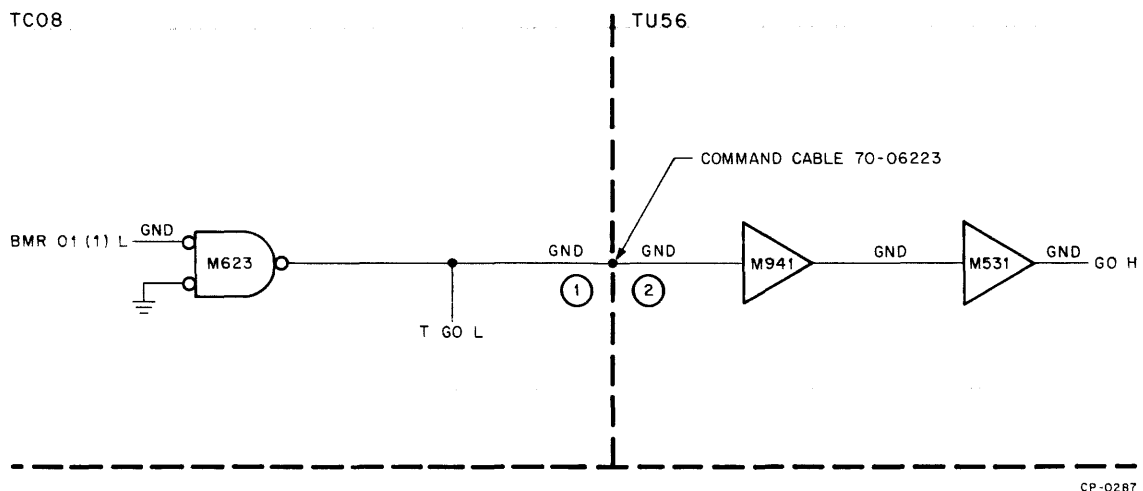 TC08
TU56
COMMAND CABLE 70-06223
BMR 01 (1) L
GND
M623
GND
GND
M941
GND
M531
GND
GO H
1
2
T GO L
CP-0287